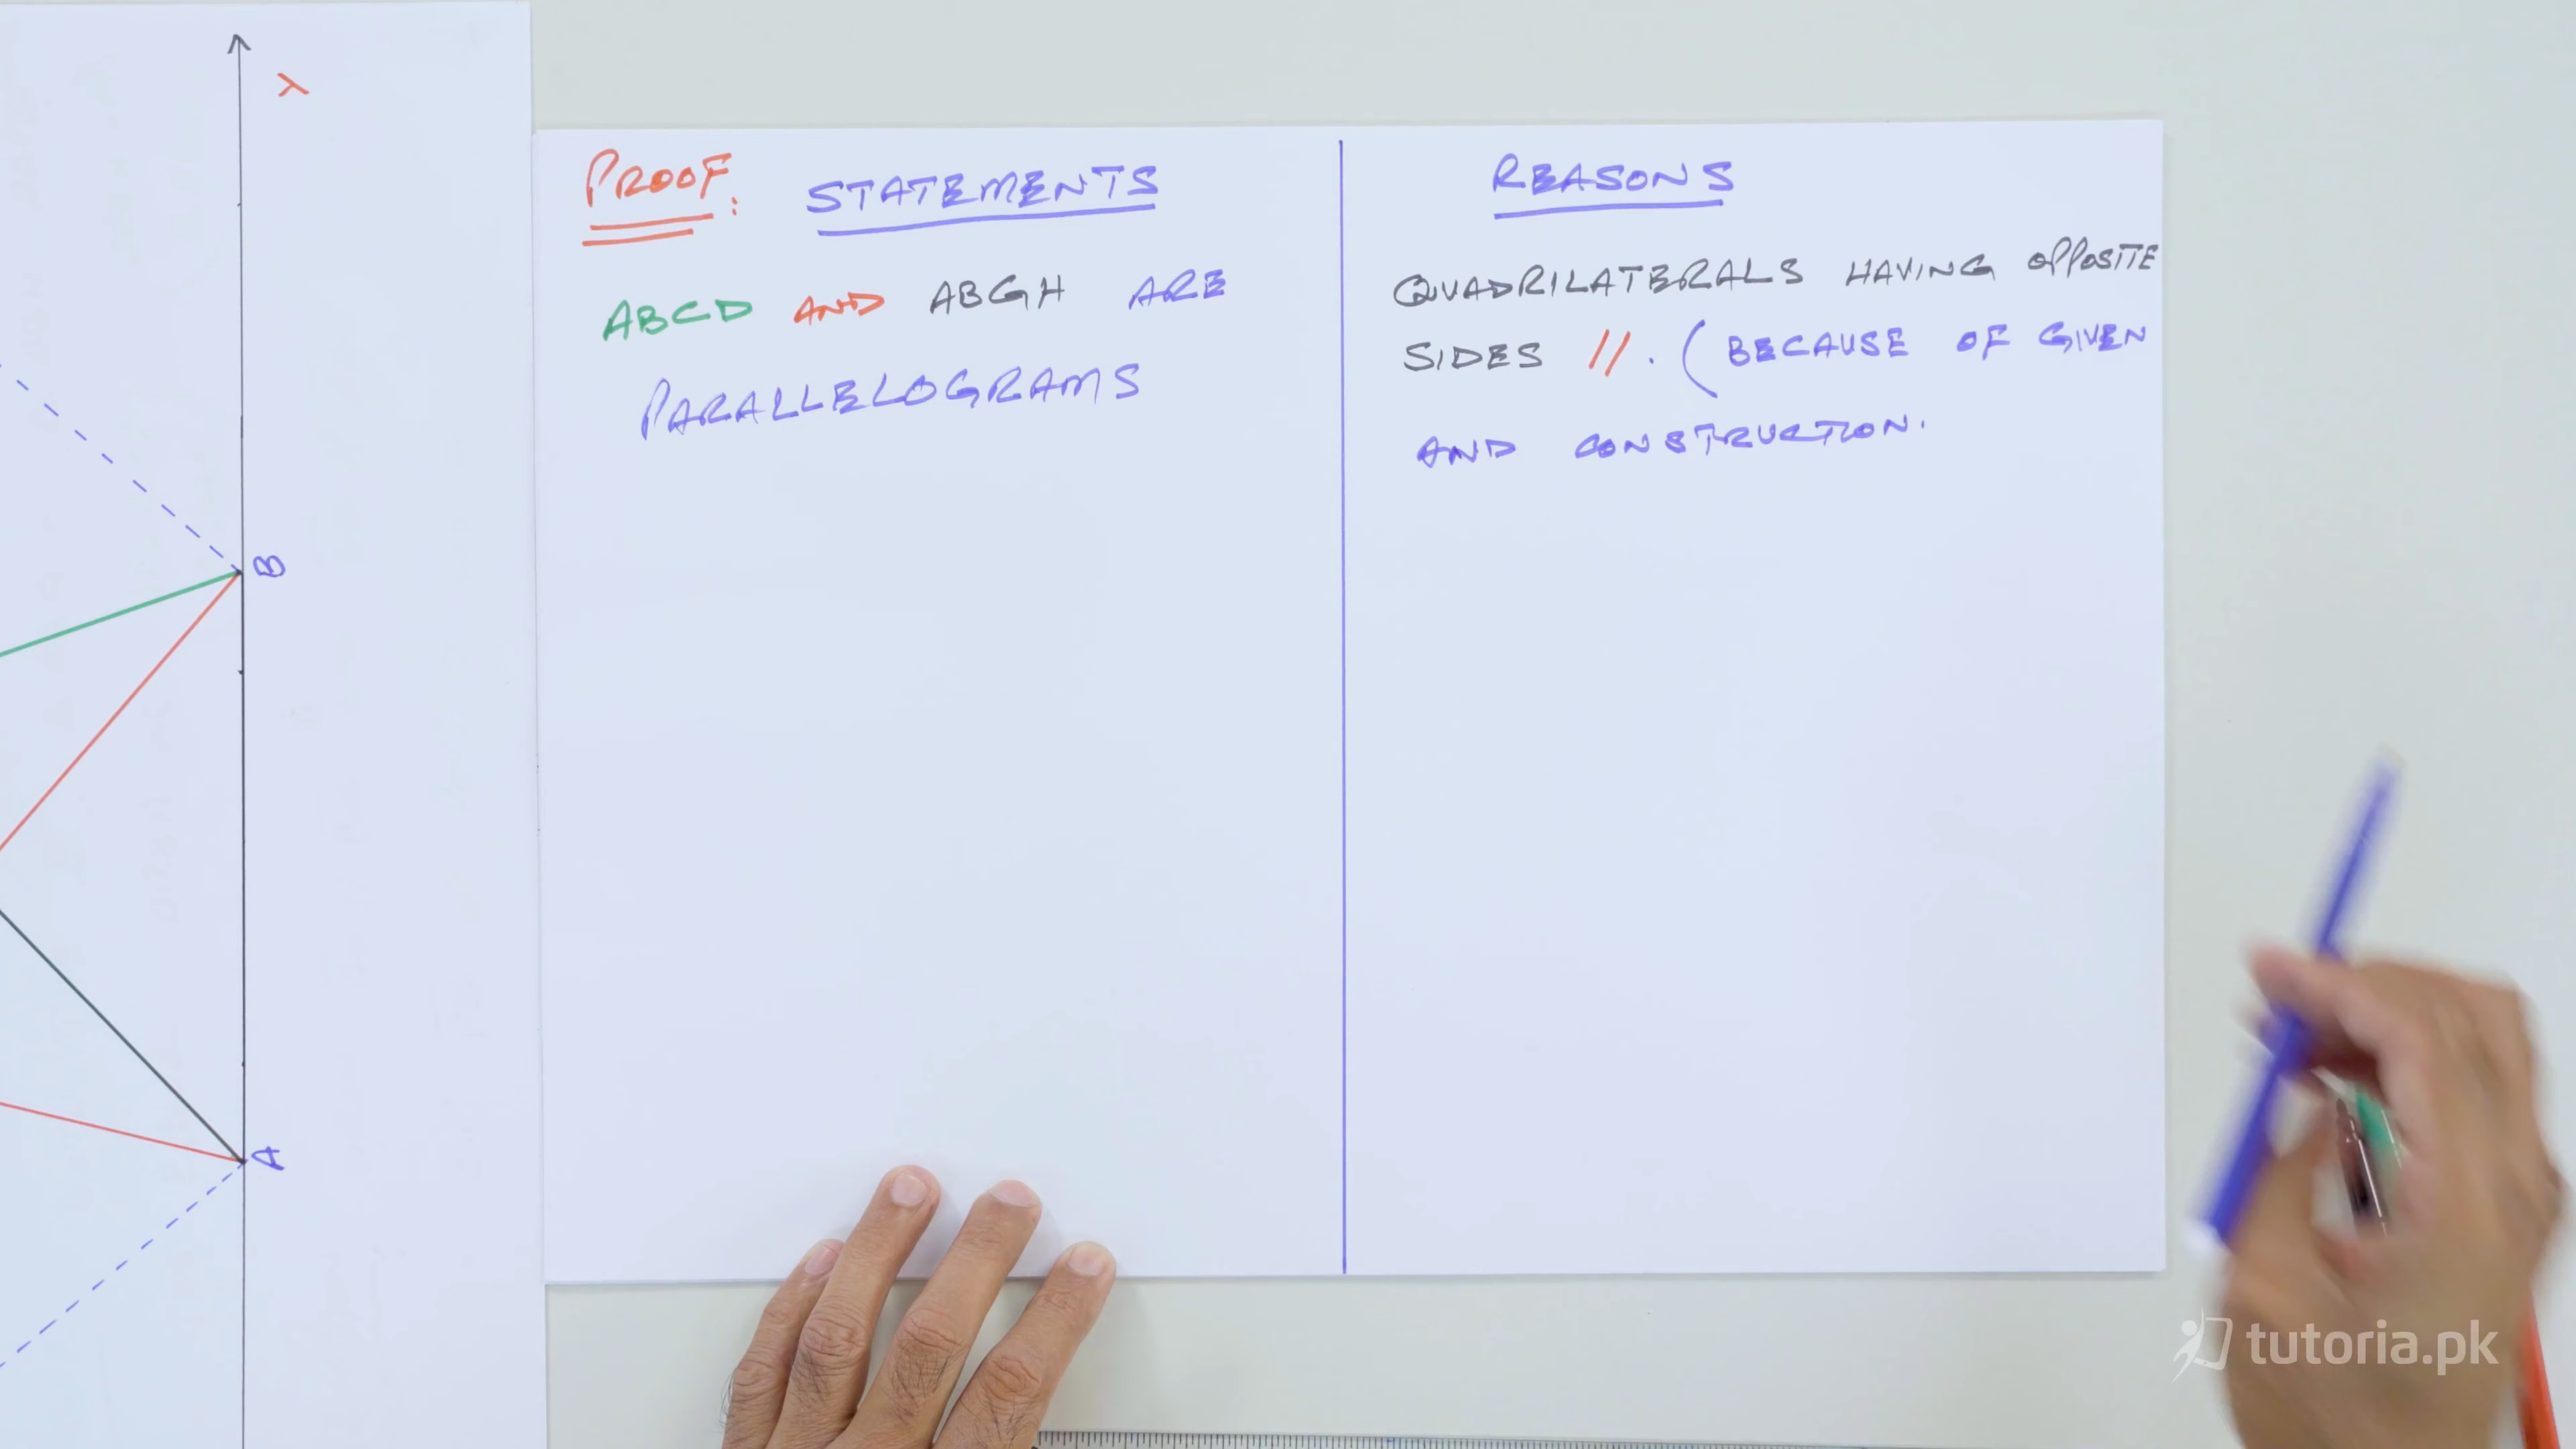 PROOF: STATEMENTS
ABCD AND ABGH ARE
PARALLELOGRAMS
REASONS
QUADRILATERALS HAVING OPPOSITE
SIDES //. (BECAUSE OF GIVEN
AND CONSTRUCTION.
B
A
tutoria.pk